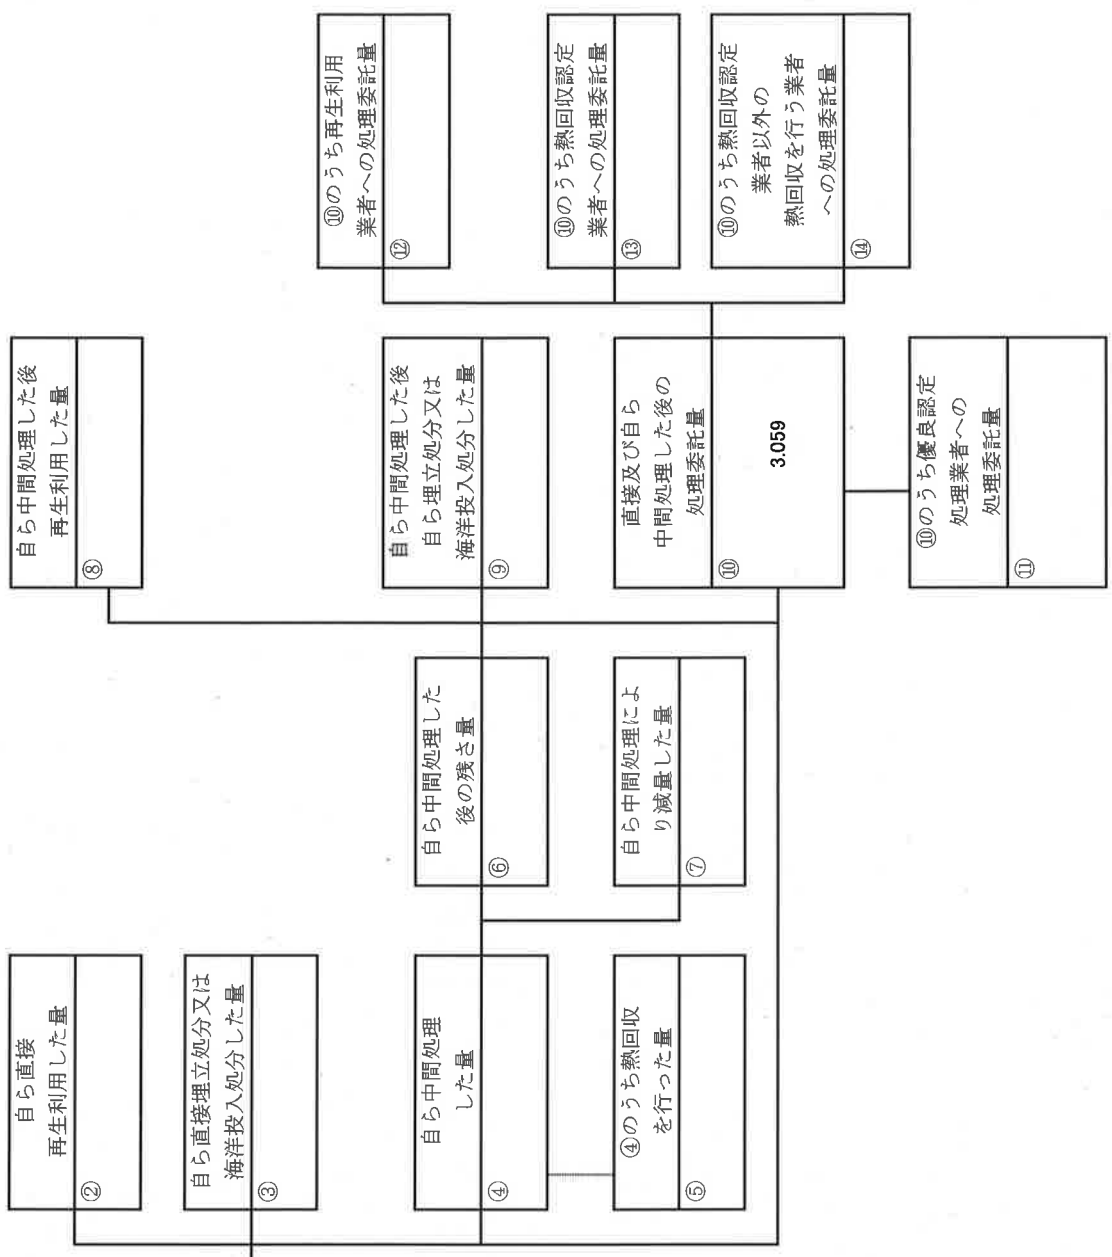 自ら直接
再生利用した量
②
自ら直接埋立処分又は
海洋投入処分した量
③
自ら中間処理
した量
④
④のうち熱回収
を行った量
⑤
自ら中間処理した
後の残さ量
⑥
自ら中間処理によ
り減量した量
⑦
自ら中間処理した後
再生利用した量
⑧
自ら中間処理した後
自ら埋立処分又は
海洋投入処分した量
⑨
直接及び自ら
中間処理した後の
処理委託量
⑩
3.059
⑩のうち優良認定
処理業者への
処理委託量
⑪
⑩のうち再生利用
業者への処理委託量
⑫
⑩のうち熱回収認定
業者への処理委託量
⑬
⑩のうち熱回収認定
業者以外の
熱回収を行う業者
への処理委託量
⑭